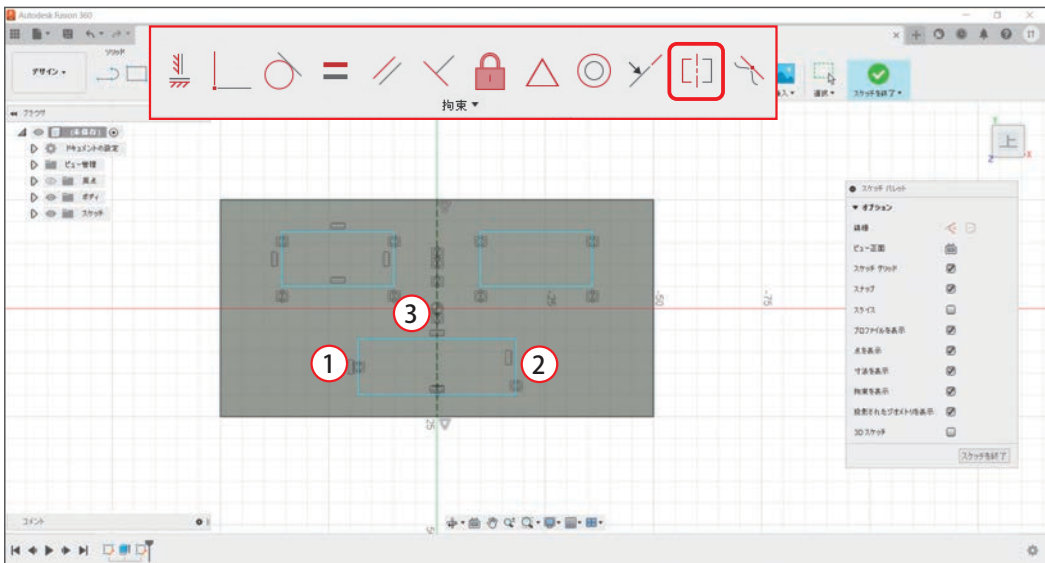 Autodesk Fusion 360
ソリッド
デザイン
拘束
挿入
選択
スケッチを終了
ブラウザ
(未保存)
ドキュメントの設定
ビュー管理
原点
ボディ
スケッチ
上
Y
Z
X
-25
-50
-75
25
①
②
③
スケッチ パレット
オプション
線種
ビュー正面
スケッチ グリッド
スナップ
スライス
プロファイルを表示
点を表示
寸法を表示
拘束を表示
投影されたジオメトリを表示
3D スケッチ
スケッチを終了
コメント